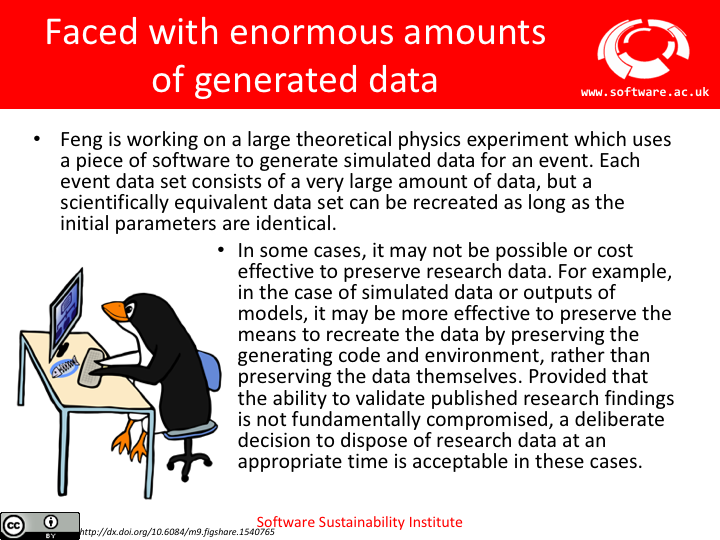 Faced with enormous amounts
of generated data
www.software.ac.uk
• Feng is working on a large theoretical physics experiment which uses
a piece of software to generate simulated data for an event. Each
event data set consists of a very large amount of data, but a
scientifically equivalent data set can be recreated as long as the
initial parameters are identical.
• In some cases, it may not be possible or cost
effective to preserve research data. For example,
in the case of simulated data or outputs of
models, it may be more effective to preserve the
means to recreate the data by preserving the
generating code and environment, rather than
preserving the data themselves. Provided that
the ability to validate published research findings
is not fundamentally compromised, a deliberate
decision to dispose of research data at an
appropriate time is acceptable in these cases.
Software Sustainability Institute
cc BY
http://dx.doi.org/10.6084/m9.figshare.1540765